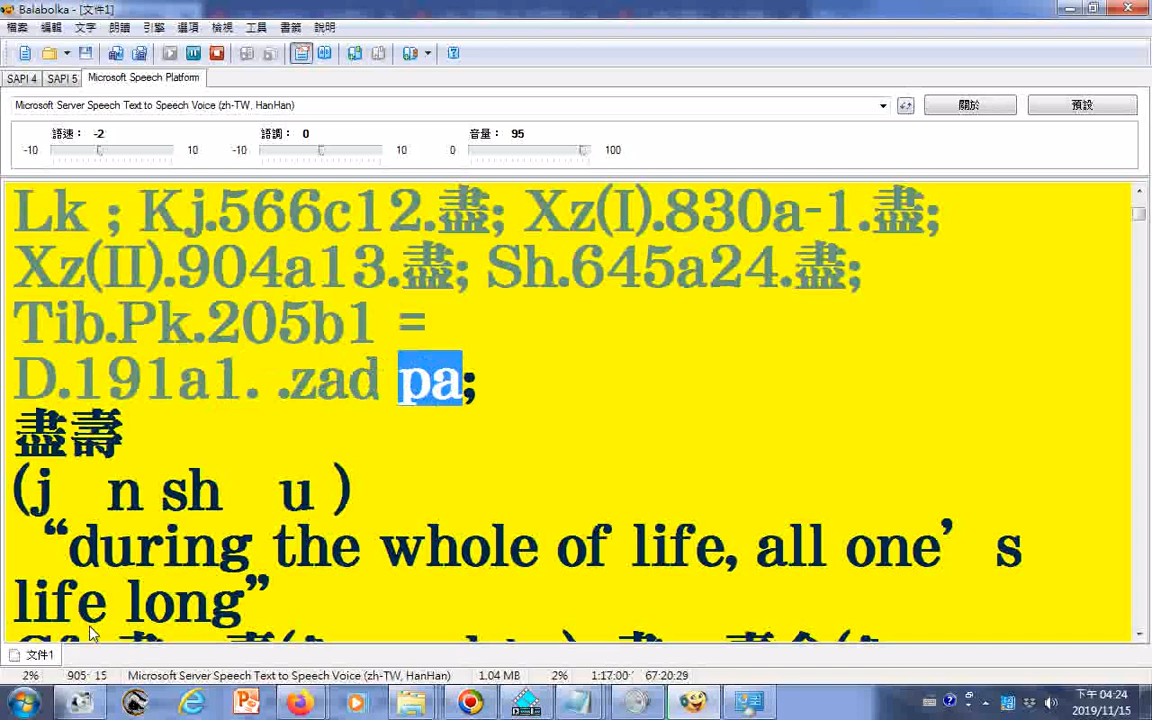 Balabolka - [文件1]
檔案 編輯 文字 朗讀 引擎 選項 檢視 工具 書籤 說明
SAPI 4 SAPI 5 Microsoft Speech Platform
Microsoft Server Speech Text to Speech Voice (zh-TW, HanHan) 關於 預設
語速： -2 語調： 0 音量： 95
-10 10 -10 10 0 100
Lk ; Kj.566c12.盡; Xz(I).830a-1.盡;
Xz(II).904a13.盡; Sh.645a24.盡;
Tib.Pk.205b1 =
D.191a1. .zad pa;
盡壽
(j n sh u )
“during the whole of life, all one’s
life long”
文件1
2% 905: 15 Microsoft Server Speech Text to Speech Voice (zh-TW, HanHan) 1.04 MB 2% 1:17:00 67:20:29
下午 04:24
2019/11/15